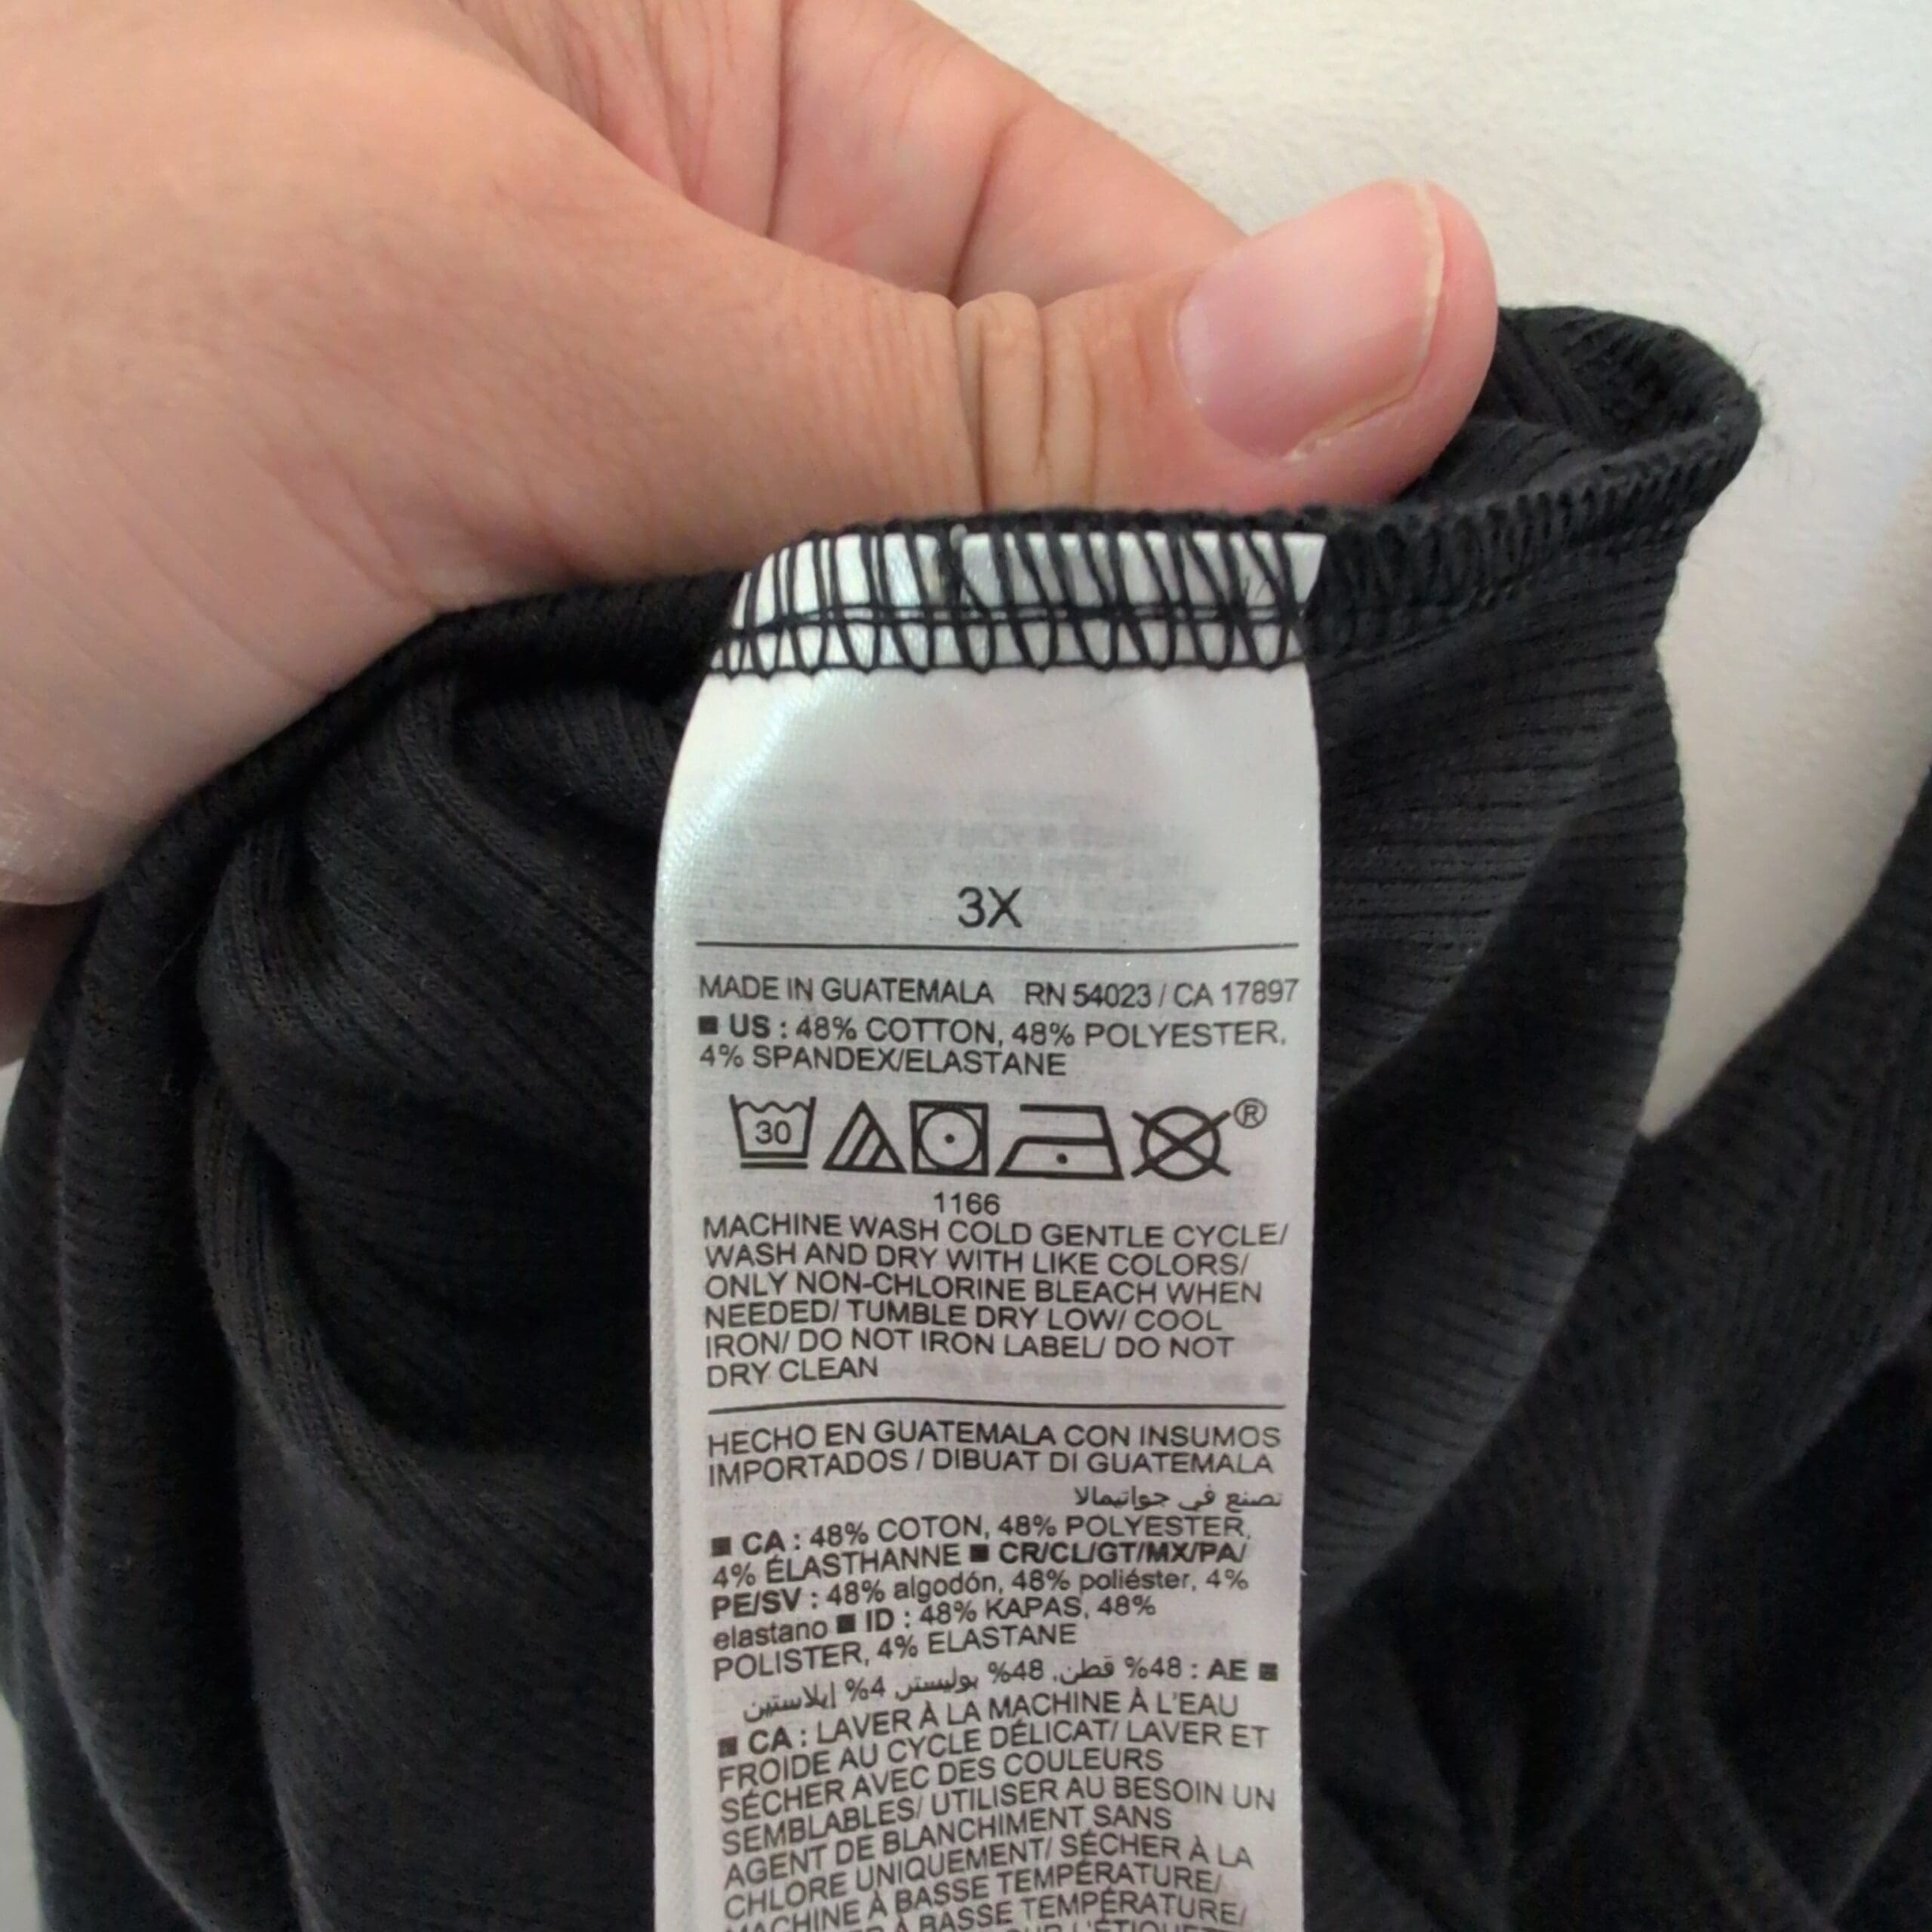 3X
MADE IN GUATEMALA RN 54023 / CA 17897
■ US : 48% COTTON, 48% POLYESTER,
4% SPANDEX/ELASTANE
30 ®
1166
MACHINE WASH COLD GENTLE CYCLE/
WASH AND DRY WITH LIKE COLORS/
ONLY NON-CHLORINE BLEACH WHEN
NEEDED/ TUMBLE DRY LOW/ COOL
IRON/ DO NOT IRON LABEL/ DO NOT
DRY CLEAN
HECHO EN GUATEMALA CON INSUMOS
IMPORTADOS / DIBUAT DI GUATEMALA
تصنع في جواتيمالا
■ CA : 48% COTON, 48% POLYESTER,
4% ÉLASTHANNE ■ CR/CL/GT/MX/PA/
PE/SV : 48% algodón, 48% poliéster, 4%
elastano ■ ID : 48% KAPAS, 48%
POLISTER, 4% ELASTANE
■ AE : 48% قطن, 48% بوليستر
4% إيلاستين
■ CA : LAVER À LA MACHINE À L'EAU
FROIDE AU CYCLE DÉLICAT/ LAVER ET
SÉCHER AVEC DES COULEURS
SEMBLABLES/ UTILISER AU BESOIN UN
AGENT DE BLANCHIMENT SANS
CHLORE UNIQUEMENT/ SÉCHER À LA
MACHINE À BASSE TEMPÉRATURE/
À BASSE TEMPÉRATURE/
L'ÉTIQUETTE